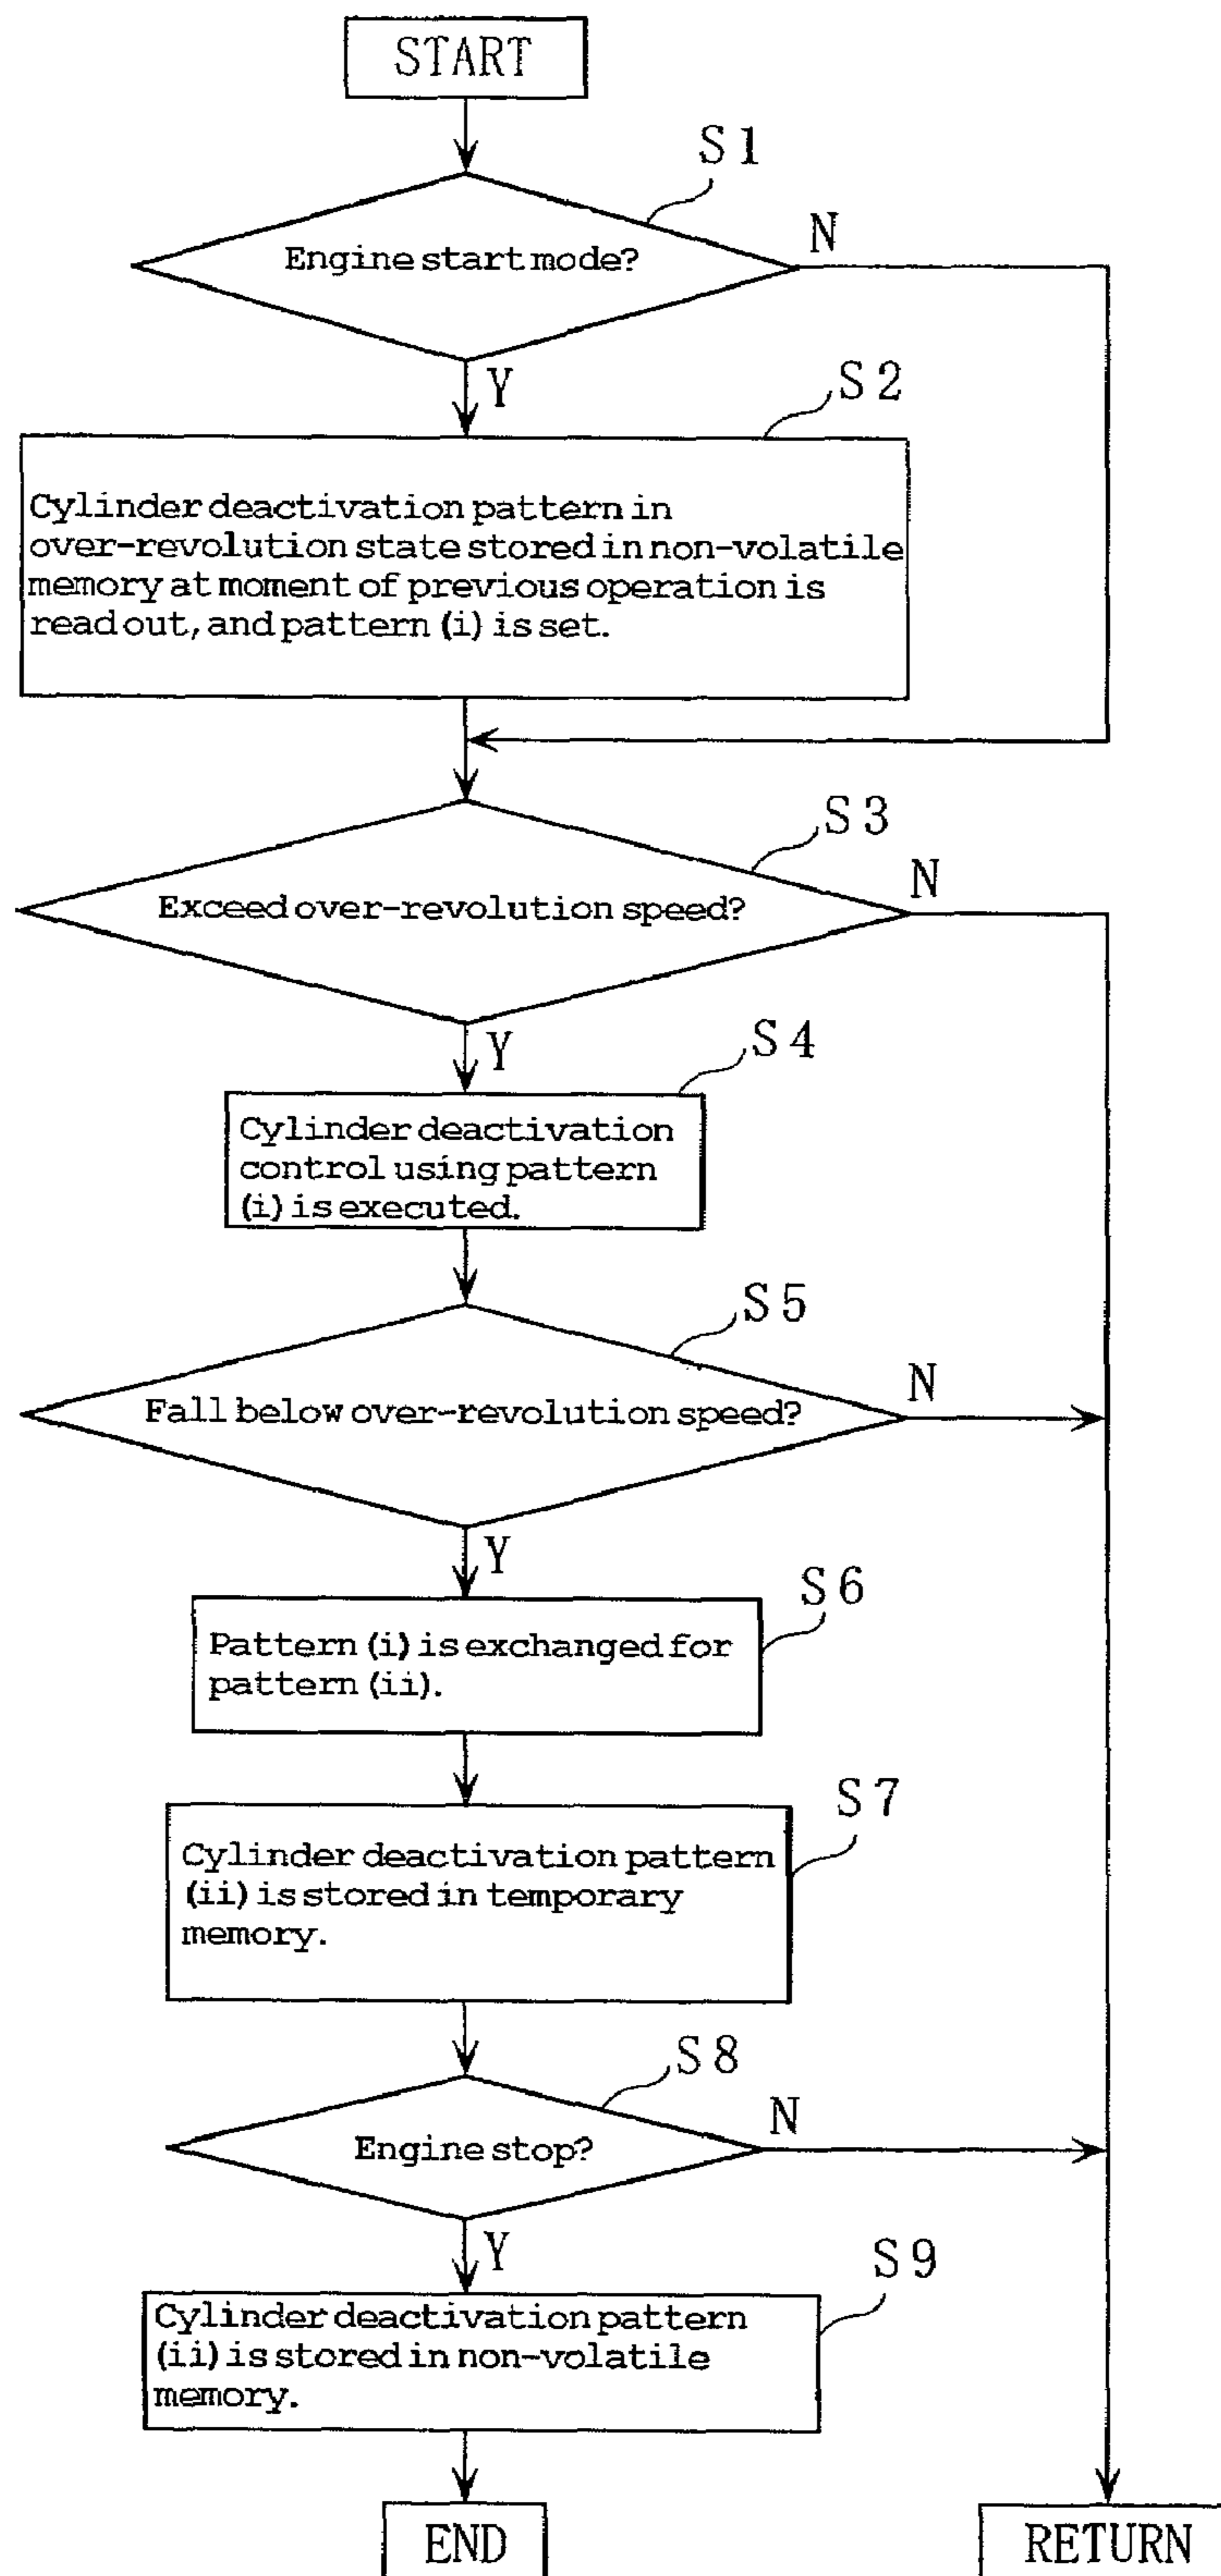 START
S1
Engine start mode?
N
Y
S2
Cylinder deactivation pattern in
over-revolution state stored in non-volatile
memory at moment of previous operation is
read out, and pattern (i) is set.
S3
Exceed over-revolution speed?
N
Y
S4
Cylinder deactivation
control using pattern
(i) is executed.
S5
Fall below over-revolution speed?
N
Y
S6
Pattern (i) is exchanged for
pattern (ii).
S7
Cylinder deactivation pattern
(ii) is stored in temporary
memory.
S8
Engine stop?
N
Y
S9
Cylinder deactivation pattern
(ii) is stored in non-volatile
memory.
END
RETURN